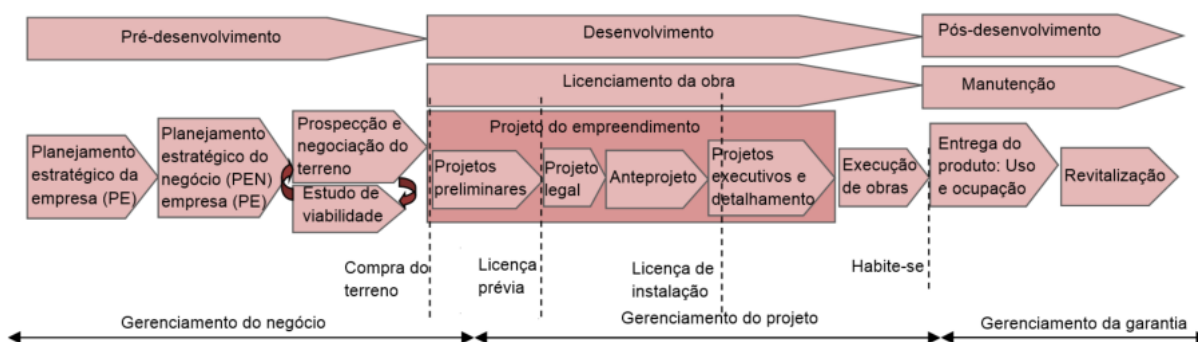 Pré-desenvolvimento
Desenvolvimento
Pós-desenvolvimento
Licenciamento da obra
Manutenção
Planejamento
estratégico da
empresa (PE)
Planejamento
estratégico do
negócio (PEN)
empresa (PE)
Prospecção e
negociação do
terreno
Estudo de
viabilidade
Projeto do empreendimento
Projetos
preliminares
Projeto
legal
Anteprojeto
Projetos
executivos e
detalhamento
Execução
de obras
Entrega do
produto: Uso
e ocupação
Revitalização
Compra do
terreno
Licença
prévia
Licença de
instalação
Habite-se
Gerenciamento do negócio
Gerenciamento do projeto
Gerenciamento da garantia